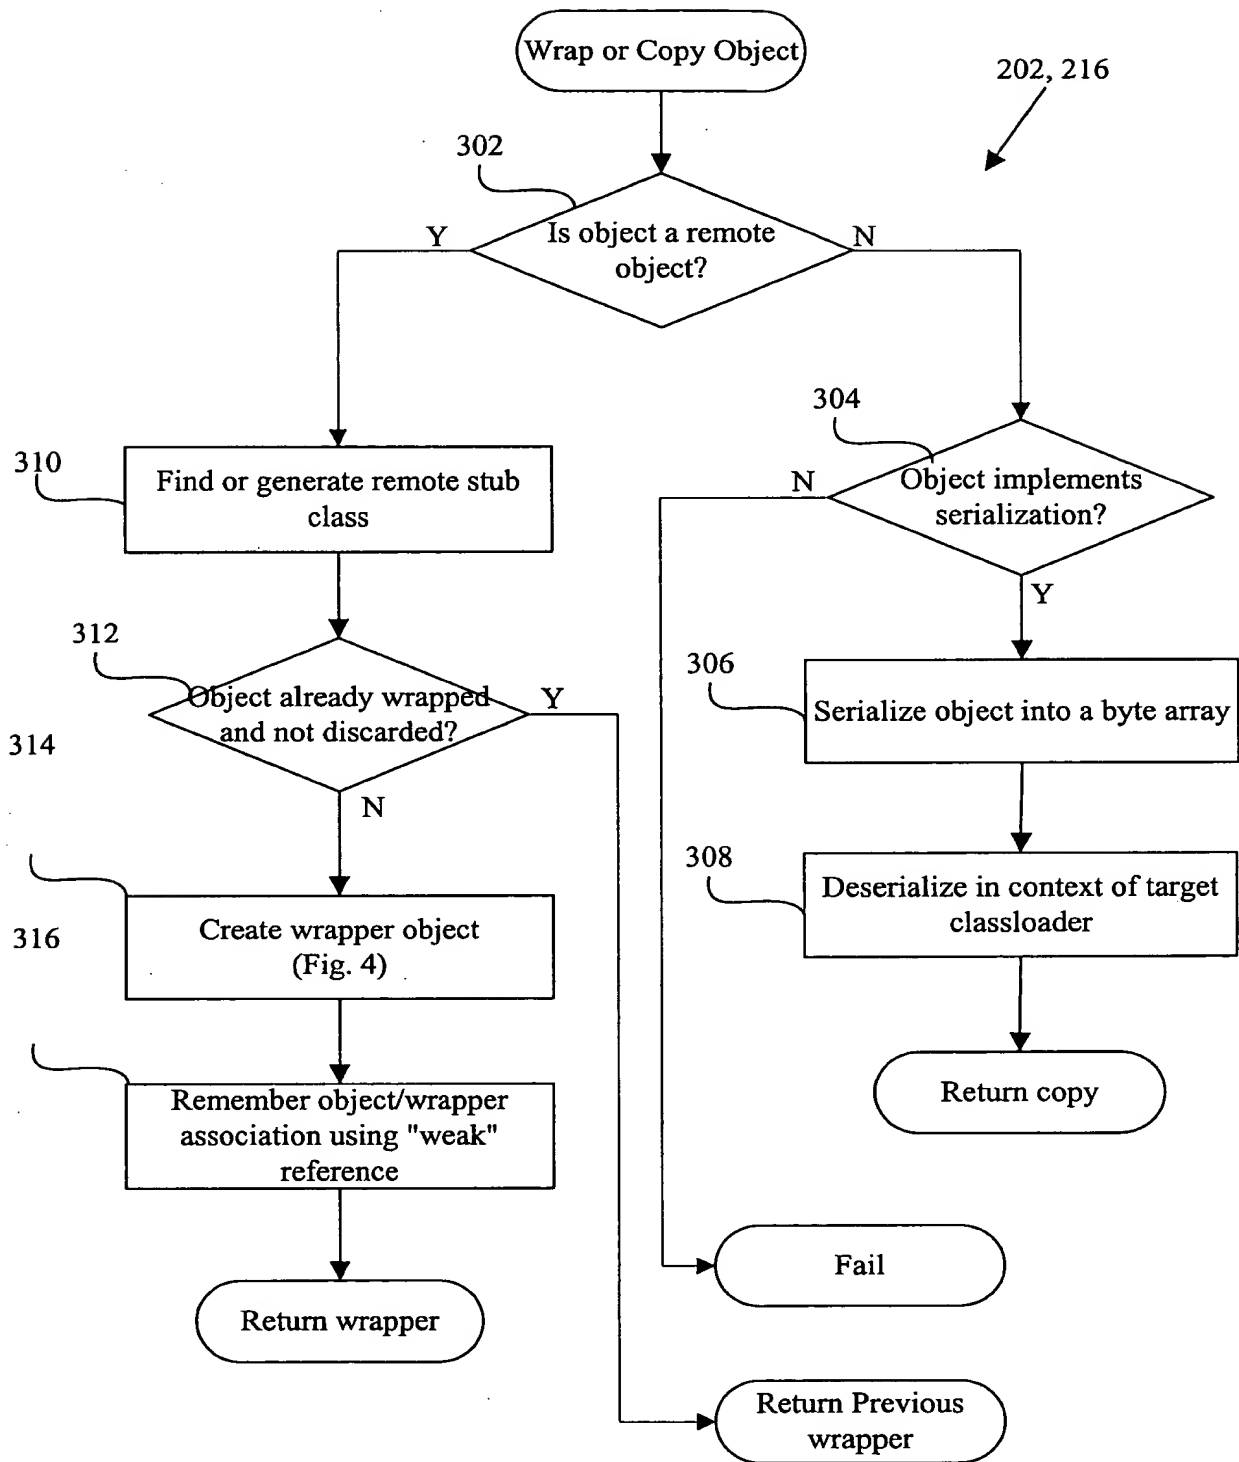 Wrap or Copy Object
202, 216
302
Is object a remote
object?
Y
N
304
Object implements
serialization?
N
Y
310
Find or generate remote stub
class
312
Object already wrapped
and not discarded?
Y
N
306
Serialize object into a byte array
314
308
Deserialize in context of target
classloader
316
Create wrapper object
(Fig. 4)
Return copy
Remember object/wrapper
association using "weak"
reference
Fail
Return wrapper
Return Previous
wrapper